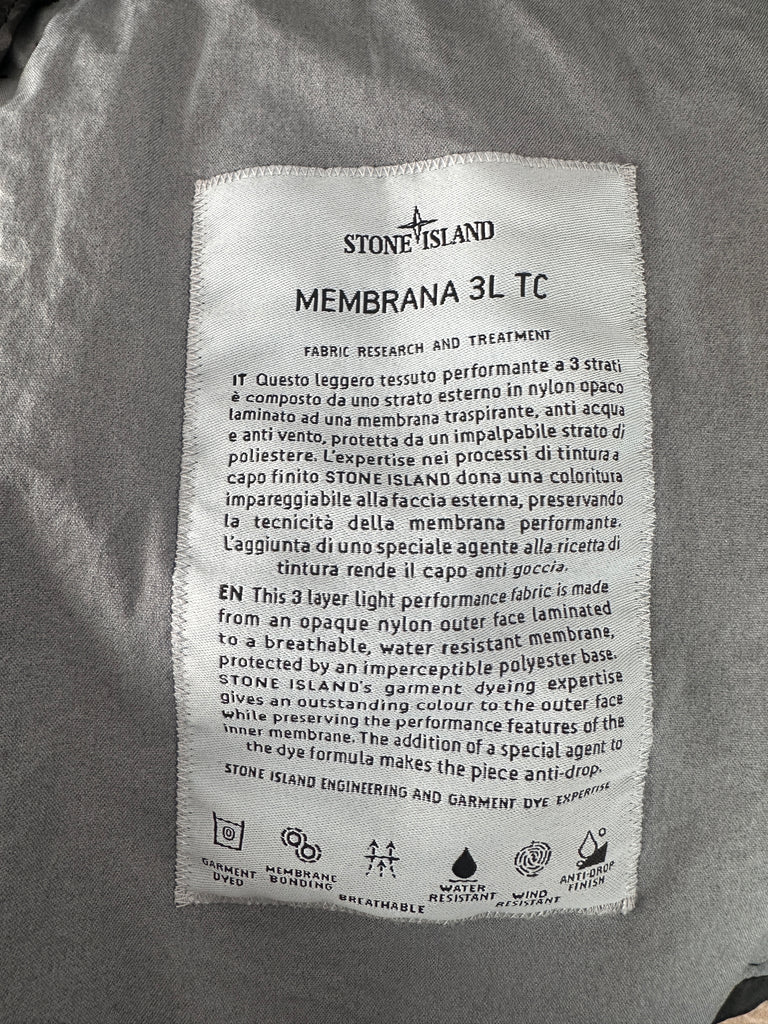 STONE ISLAND
MEMBRANA 3L TC
FABRIC RESEARCH AND TREATMENT
IT Questo leggero tessuto performante a 3 strati
è composto da uno strato esterno in nylon opaco
laminato ad una membrana traspirante, anti acqua
e anti vento, protetta da un impalpabile strato di
poliestere. L'expertise nei processi di tintura a
capo finito STONE ISLAND dona una coloritura
impareggiabile alla faccia esterna, preservando
la tecnicità della membrana performante.
L'aggiunta di uno speciale agente alla ricetta di
tintura rende il capo anti goccia.
EN This 3 layer light performance fabric is made
from an opaque nylon outer face laminated
to a breathable, water resistant membrane,
protected by an imperceptible polyester base.
STONE ISLAND's garment dyeing expertise
gives an outstanding colour to the outer face
while preserving the performance features of the
inner membrane. The addition of a special agent to
the dye formula makes the piece anti-drop.
STONE ISLAND ENGINEERING AND GARMENT DYE EXPERTISE
GARMENT
DYED
MEMBRANE
BONDING
BREATHABLE
WATER
RESISTANT
WIND
RESISTANT
ANTI-DROP
FINISH